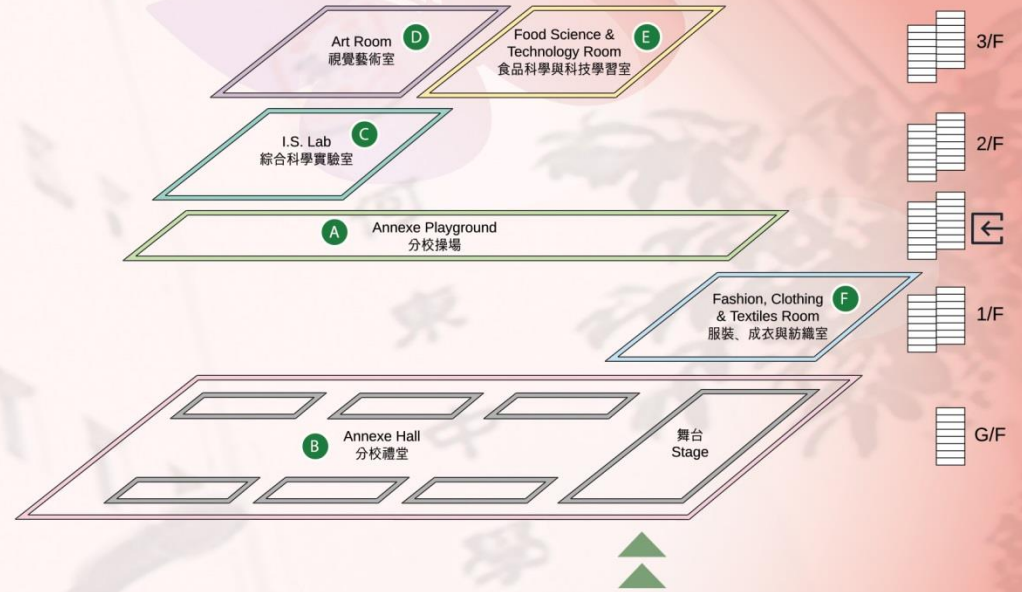 Art Room
視覺藝術室
D
Food Science &
Technology Room
食品科學與科技學習室
E
3/F
I.S. Lab
綜合科學實驗室
C
2/F
A
Annexe Playground
分校操場
Fashion, Clothing
& Textiles Room
服裝、成衣與紡織室
F
1/F
B
Annexe Hall
分校禮堂
舞台
Stage
G/F